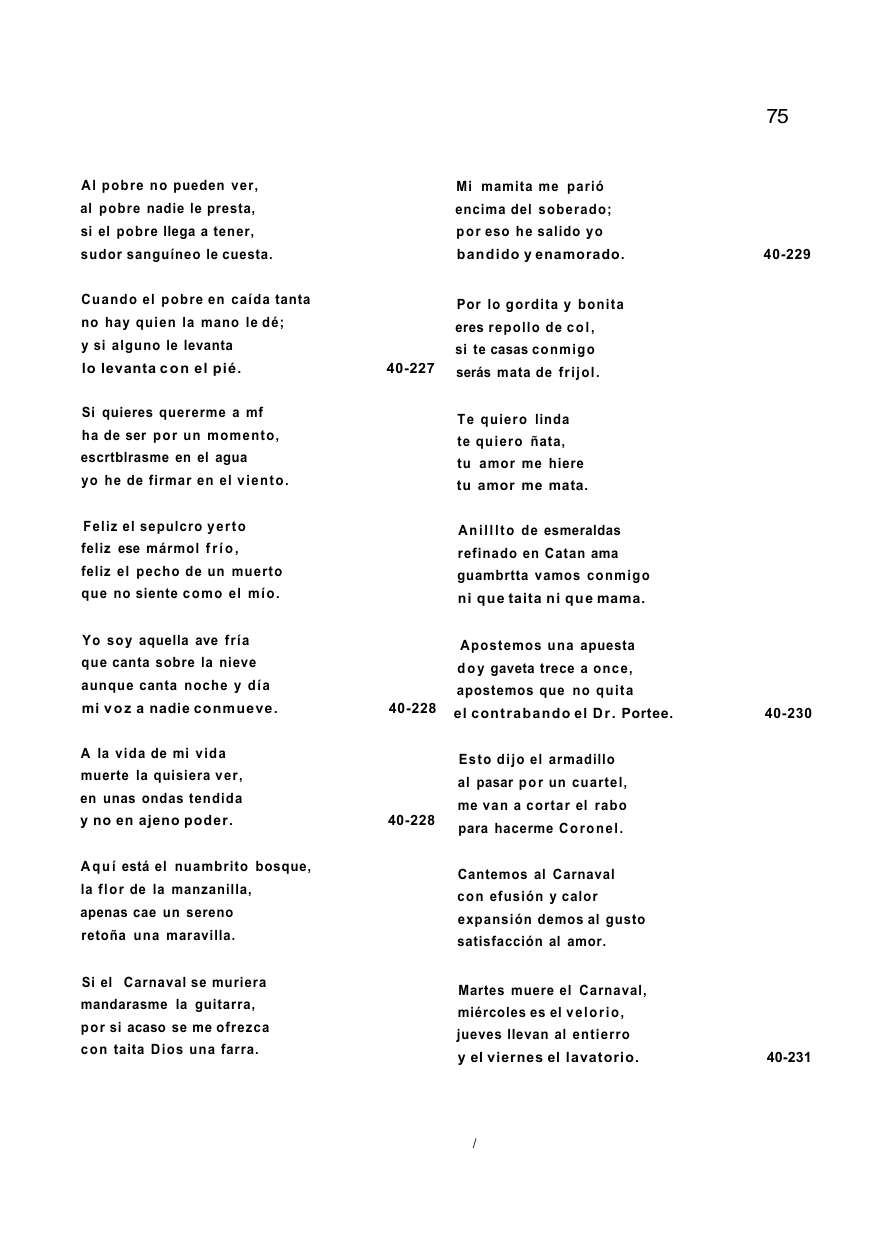 75
Al pobre no pueden ver,
al pobre nadie le presta,
si el pobre llega a tener,
sudor sanguíneo le cuesta.
Cuando el pobre en caída tanta
no hay quien la mano le dé;
y si alguno le levanta
lo levanta con el pié. 40-227
Si quieres quererme a mf
ha de ser por un momento,
escrtblrasme en el agua
yo he de firmar en el viento.
Feliz el sepulcro yerto
feliz ese mármol frío,
feliz el pecho de un muerto
que no siente como el mío.
Yo soy aquella ave fría
que canta sobre la nieve
aunque canta noche y día
mi voz a nadie conmueve. 40-228
A la vida de mi vida
muerte la quisiera ver,
en unas ondas tendida
y no en ajeno poder. 40-228
Aquí está el nuambrito bosque,
la flor de la manzanilla,
apenas cae un sereno
retoña una maravilla.
Si el Carnaval se muriera
mandarasme la guitarra,
por si acaso se me ofrezca
con taita Dios una farra.
Mi mamita me parió
encima del soberado;
por eso he salido yo
bandido y enamorado. 40-229
Por lo gordita y bonita
eres repollo de col,
si te casas conmigo
serás mata de frijol.
Te quiero linda
te quiero ñata,
tu amor me hiere
tu amor me mata.
Anilllto de esmeraldas
refinado en Catan ama
guambrtta vamos conmigo
ni que taita ni que mama.
Apostemos una apuesta
doy gaveta trece a once,
apostemos que no quita
el contrabando el Dr. Portee. 40-230
Esto dijo el armadillo
al pasar por un cuartel,
me van a cortar el rabo
para hacerme Coronel.
Cantemos al Carnaval
con efusión y calor
expansión demos al gusto
satisfacción al amor.
Martes muere el Carnaval,
miércoles es el velorio,
jueves llevan al entierro
y el viernes el lavatorio. 40-231
/